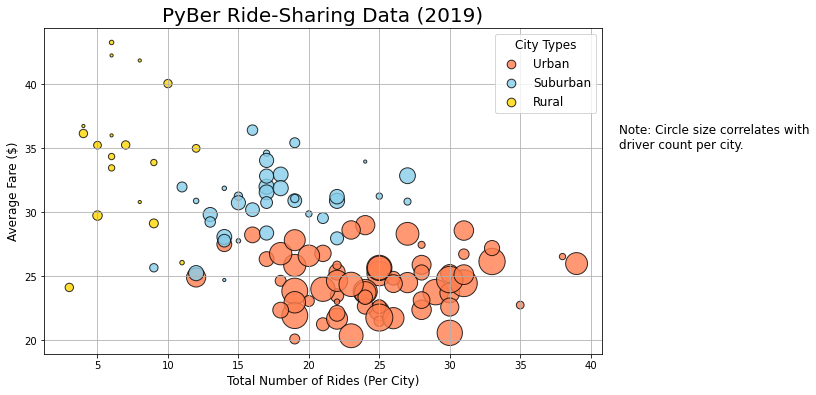 PyBer Ride-Sharing Data (2019)
City Types
Urban
Suburban
Rural
Note: Circle size correlates with
driver count per city.
Average Fare ($)
40
35
30
25
20
5
10
15
20
25
30
35
40
Total Number of Rides (Per City)